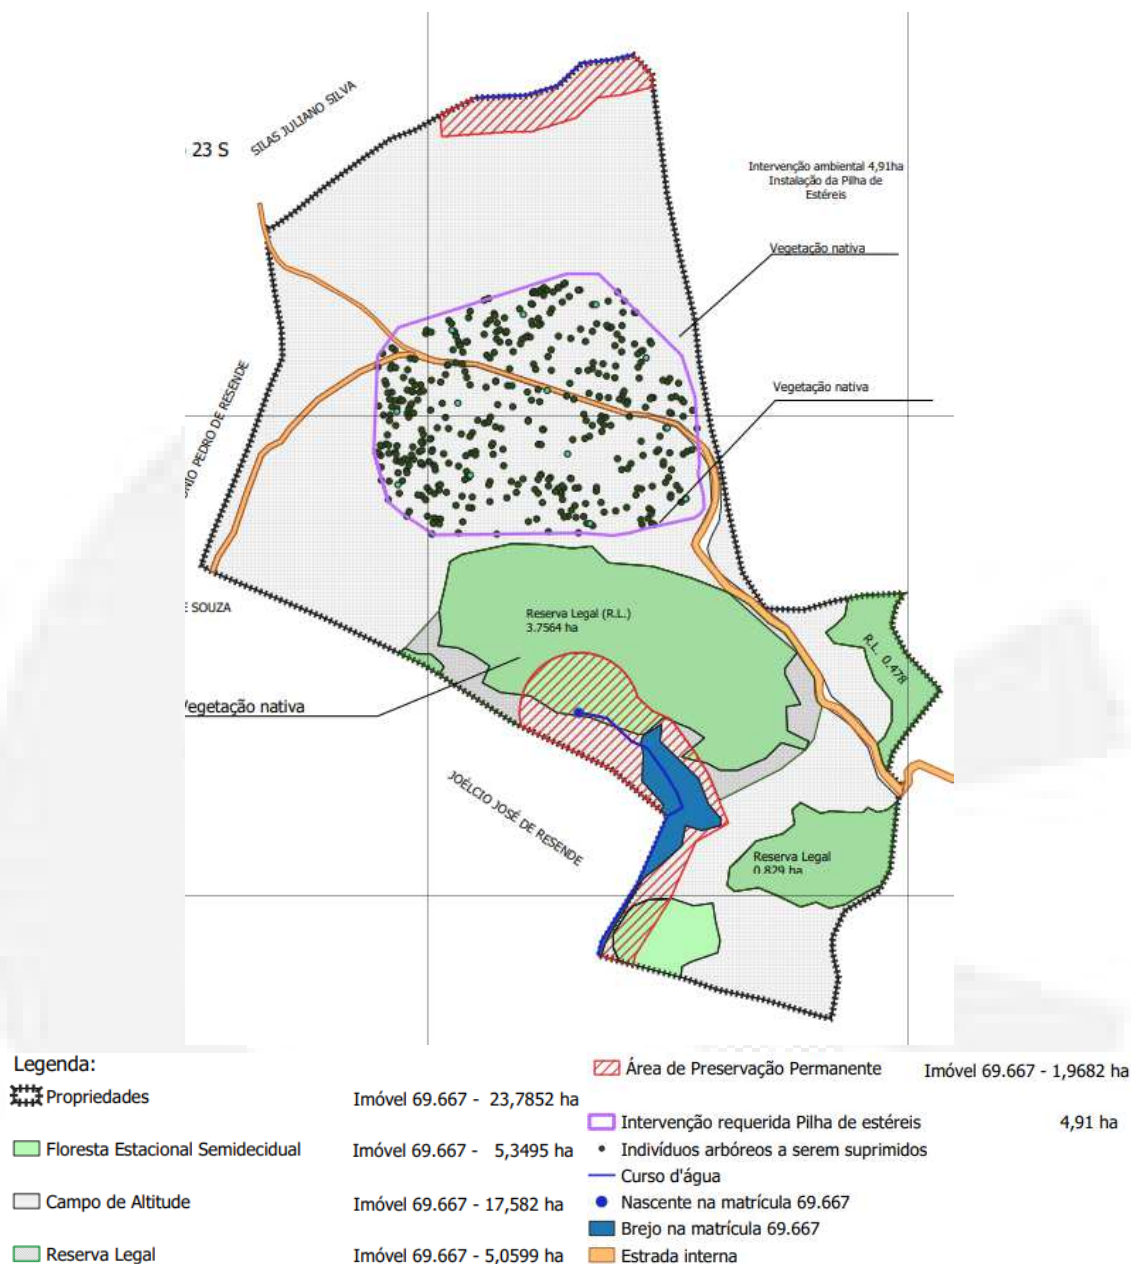 SILAS JULIANO SILVA
23 S
Intervenção ambiental 4,91ha
Instalação da Pilha de
Estéreis
Vegetação nativa
Vegetação nativa
NIO PEDRO DE RESENDE
E SOUZA
Reserva Legal (R.L.)
3.7564 ha
R.L. 0.478
Vegetação nativa
JOÉLCIO JOSÉ DE RESENDE
Reserva Legal
0.829 ha
Legenda:
Propriedades Imóvel 69.667 - 23,7852 ha
Floresta Estacional Semidecidual Imóvel 69.667 - 5,3495 ha
Campo de Altitude Imóvel 69.667 - 17,582 ha
Reserva Legal Imóvel 69.667 - 5,0599 ha
Área de Preservação Permanente Imóvel 69.667 - 1,9682 ha
Intervenção requerida Pilha de estéreis 4,91 ha
Indivíduos arbóreos a serem suprimidos
Curso d'água
Nascente na matrícula 69.667
Brejo na matrícula 69.667
Estrada interna